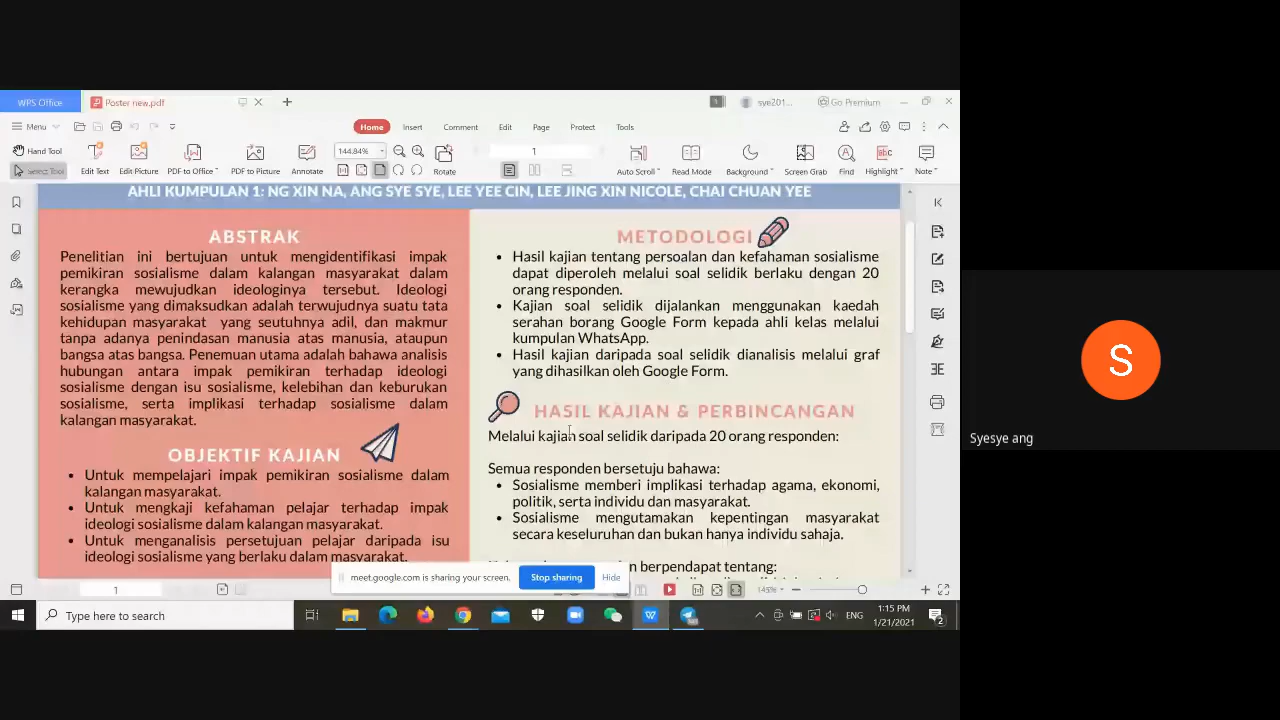 WPS Office
Poster new.pdf
1
sye201...
Go Premium
Menu
Home
Insert
Comment
Edit
Page
Protect
Tools
Hand Tool
Select Tool
Edit Text
Edit Picture
PDF to Office
PDF to Picture
Annotate
144.84%
Rotate
1
Auto Scroll
Read Mode
Background
Screen Grab
Find
Highlight
Note
AHLI KUMPULAN 1: NG XIN NA, ANG SYE SYE, LEE YEE CIN, LEE JING XIN NICOLE, CHAI CHUAN YEE
ABSTRAK
Penelitian ini bertujuan untuk mengidentifikasi impak
pemikiran sosialisme dalam kalangan masyarakat dalam
kerangka mewujudkan ideologinya tersebut. Ideologi
sosialisme yang dimaksudkan adalah terwujudnya suatu tata
kehidupan masyarakat yang seutuhnya adil, dan makmur
tanpa adanya penindasan manusia atas manusia, ataupun
bangsa atas bangsa. Penemuan utama adalah bahawa analisis
hubungan antara impak pemikiran terhadap ideologi
sosialisme dengan isu sosialisme, kelebihan dan keburukan
sosialisme, serta implikasi terhadap sosialisme dalam
kalangan masyarakat.
OBJEKTIF KAJIAN
• Untuk mempelajari impak pemikiran sosialisme dalam
kalangan masyarakat.
• Untuk mengkaji kefahaman pelajar terhadap impak
ideologi sosialisme dalam kalangan masyarakat.
• Untuk menganalisis persetujuan pelajar daripada isu
ideologi sosialisme yang berlaku dalam masyarakat.
METODOLOGI
• Hasil kajian tentang persoalan dan kefahaman sosialisme
dapat diperoleh melalui soal selidik berlaku dengan 20
orang responden.
• Kajian soal selidik dijalankan menggunakan kaedah
serahan borang Google Form kepada ahli kelas melalui
kumpulan WhatsApp.
• Hasil kajian daripada soal selidik dianalisis melalui graf
yang dihasilkan oleh Google Form.
HASIL KAJIAN & PERBINCANGAN
Melalui kajian soal selidik daripada 20 orang responden:
Semua responden bersetuju bahawa:
• Sosialisme memberi implikasi terhadap agama, ekonomi,
politik, serta individu dan masyarakat.
• Sosialisme mengutamakan kepentingan masyarakat
secara keseluruhan dan bukan hanya individu sahaja.
berpendapat tentang:
meet.google.com is sharing your screen.
Stop sharing
Hide
1
145%
Type here to search
ENG
1:15 PM
1/21/2021
2
S
Syesye ang